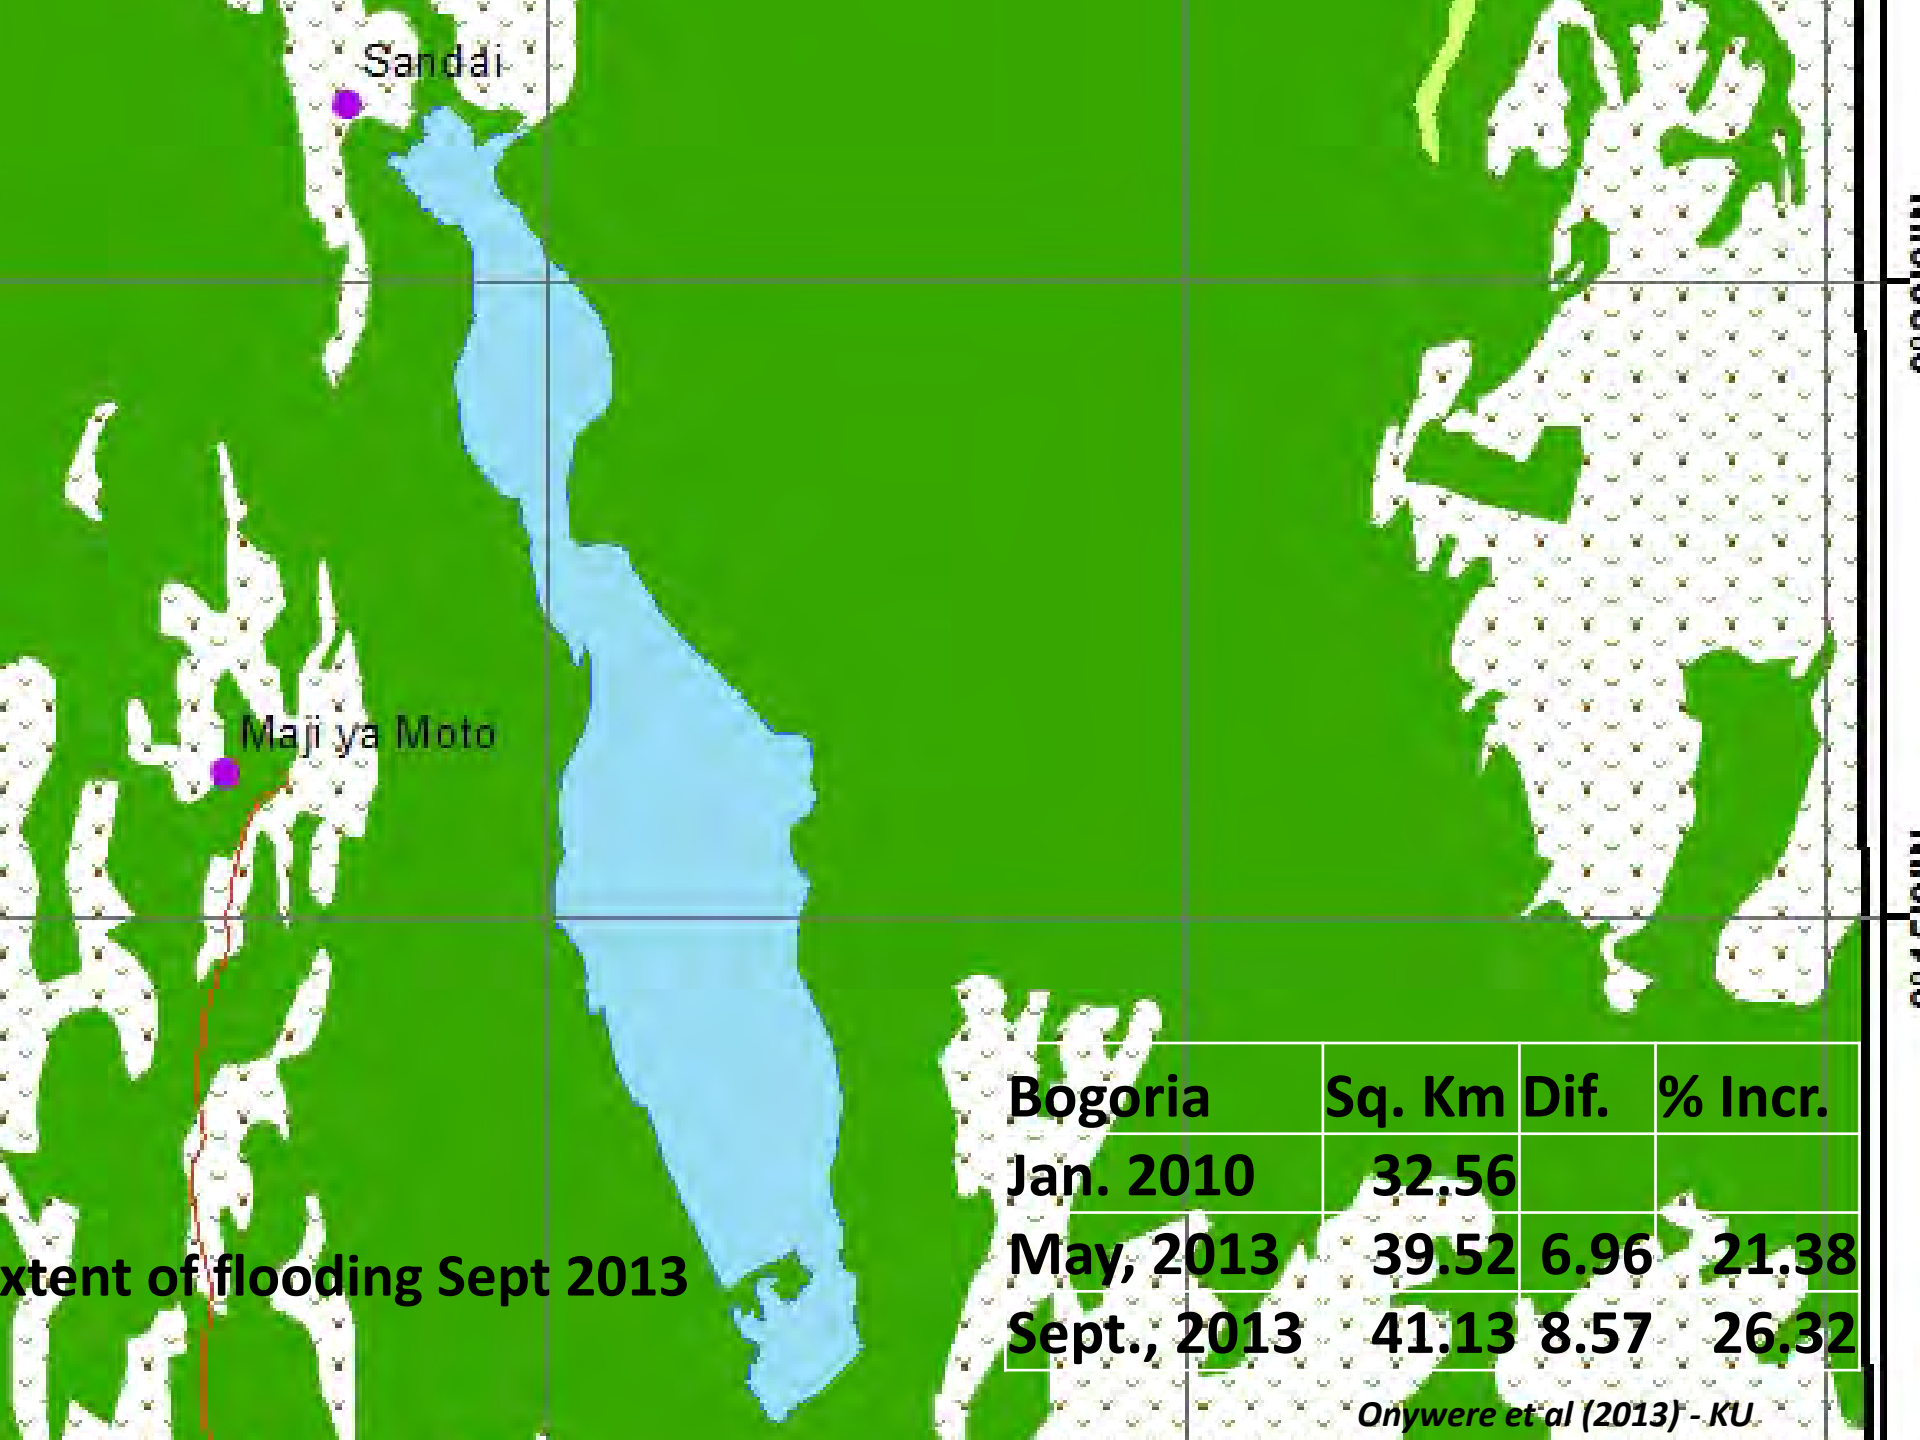 Sandai
Maji ya Moto
Bogoria Sq. Km Dif. % Incr.
Jan. 2010 32.56
May, 2013 39.52 6.96 21.38
xtent of flooding Sept 2013
Sept., 2013 41.13 8.57 26.32
Onywere et al (2013) - KU